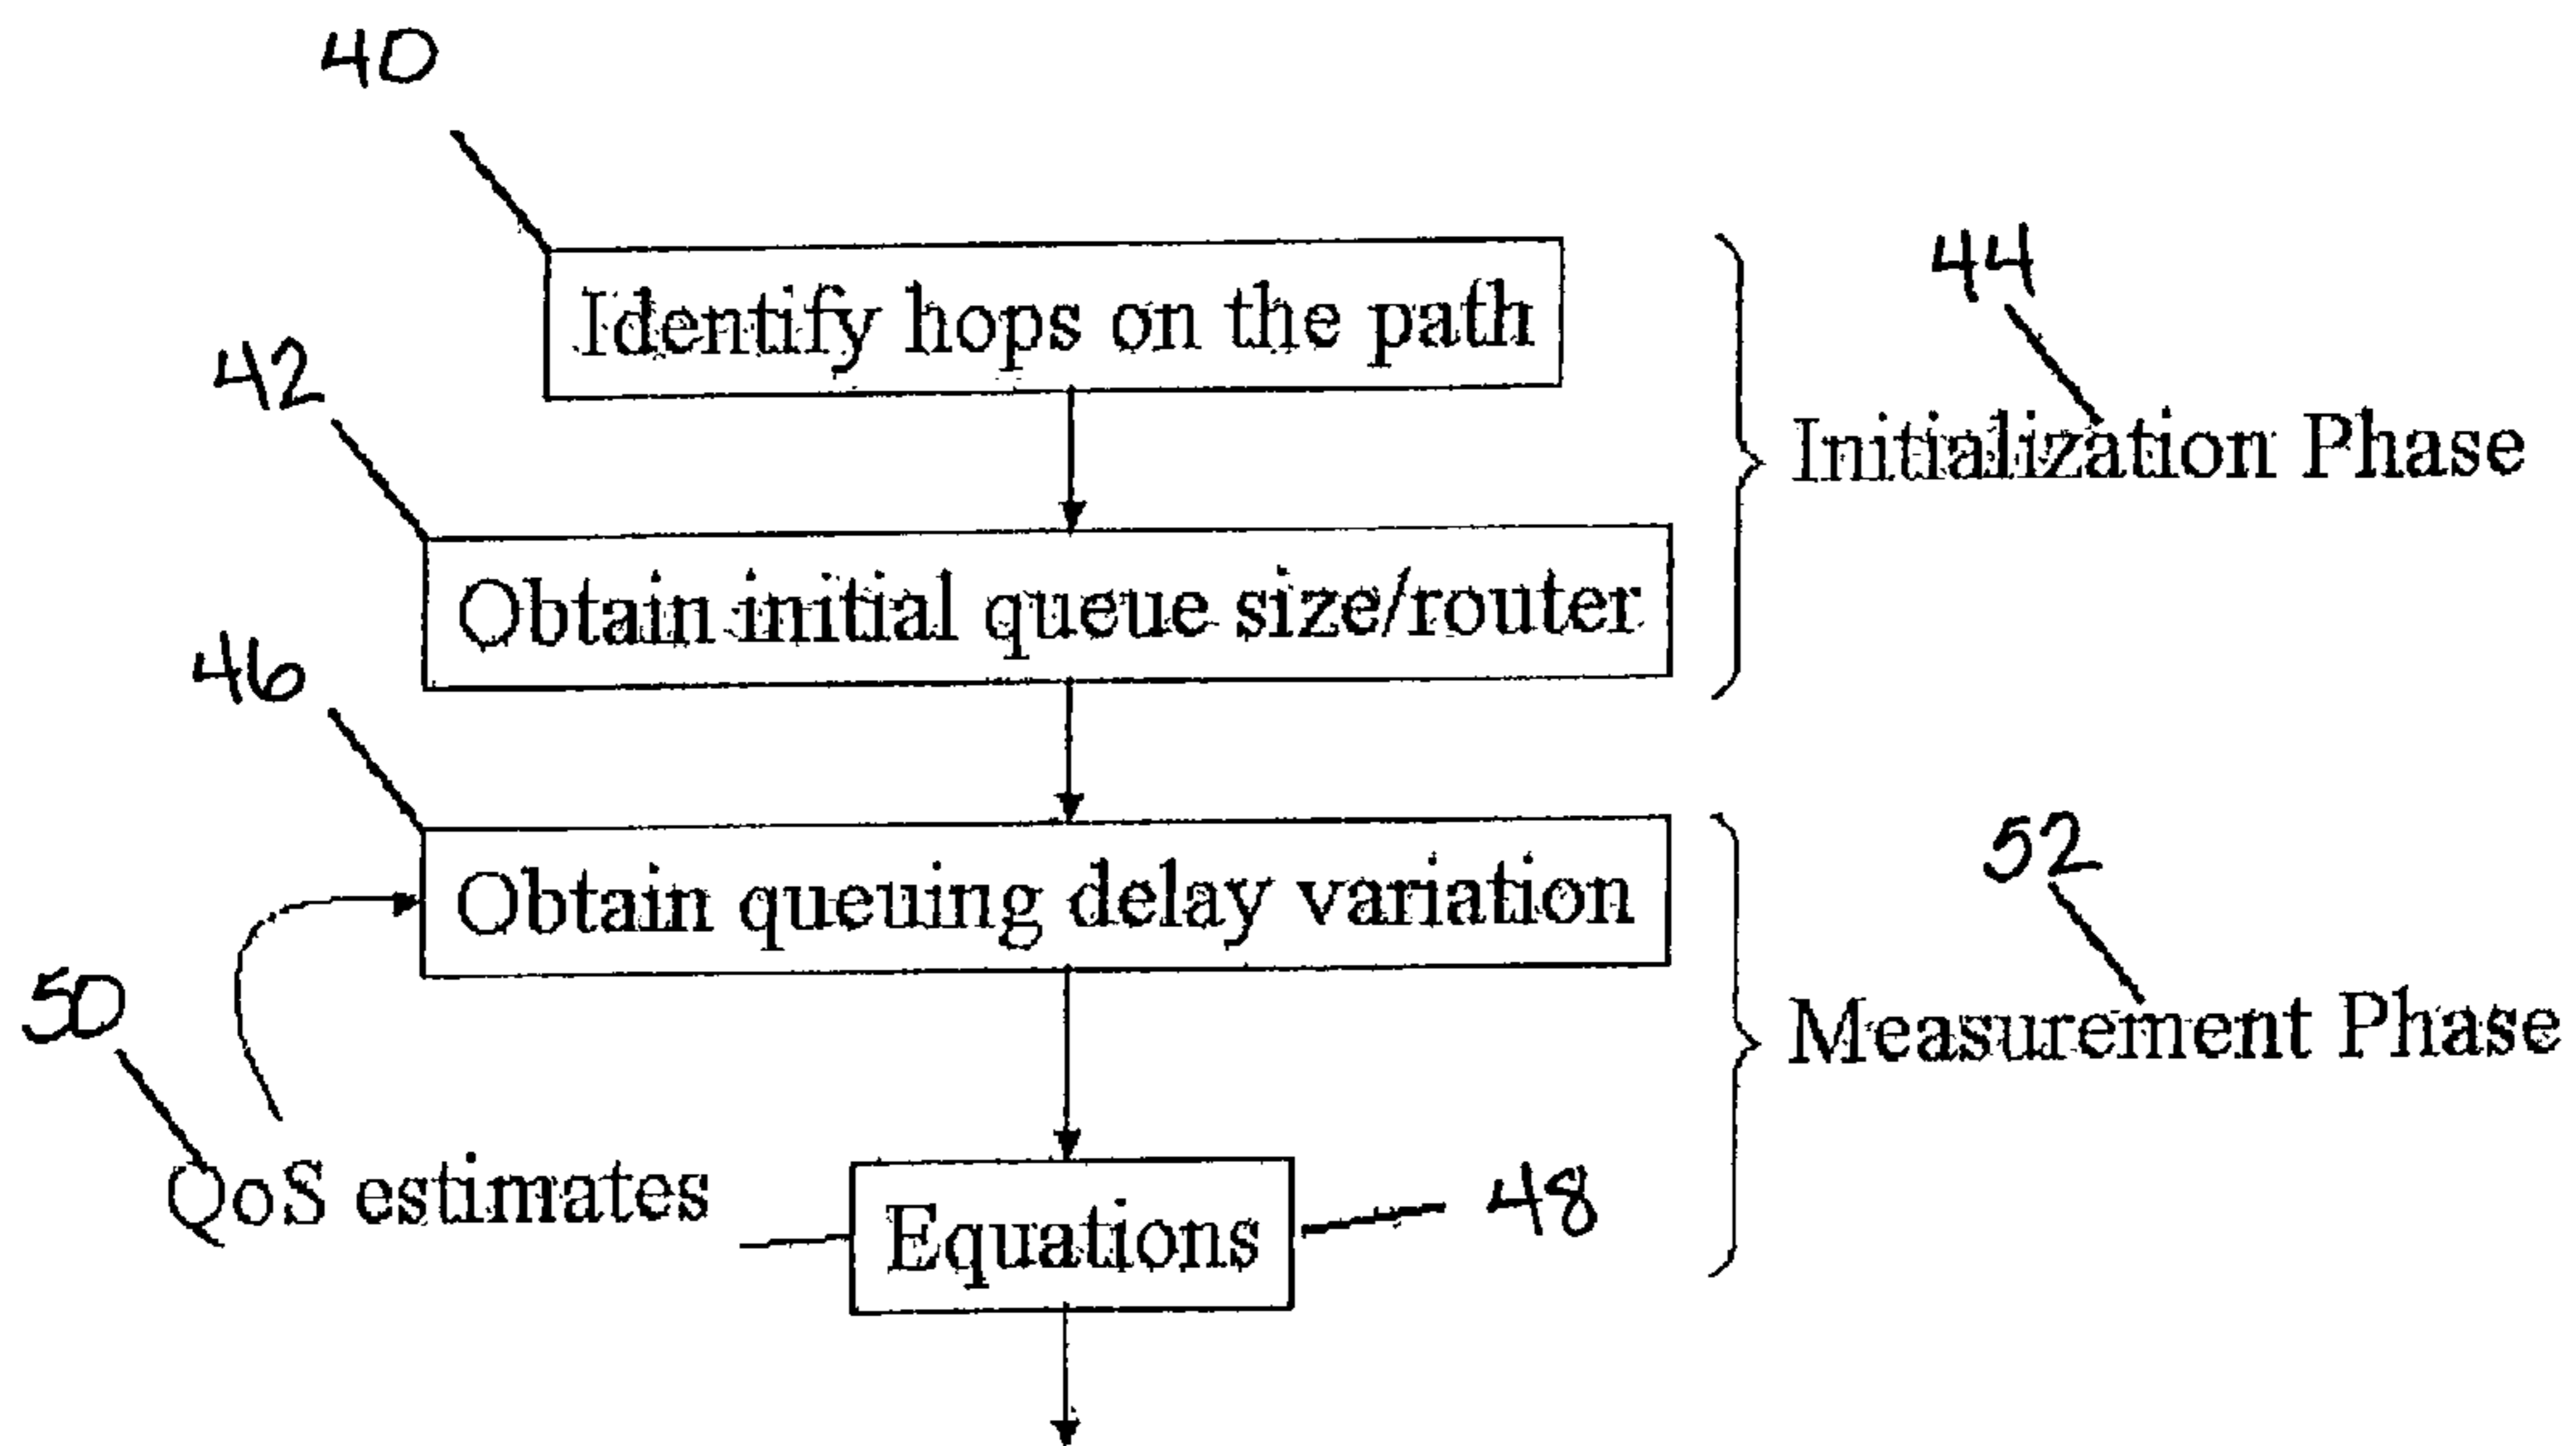 40
Identify hops on the path
44
42
Initialization Phase
Obtain initial queue size/router
46
Obtain queuing delay variation
52
50
Measurement Phase
QoS estimates
Equations
48